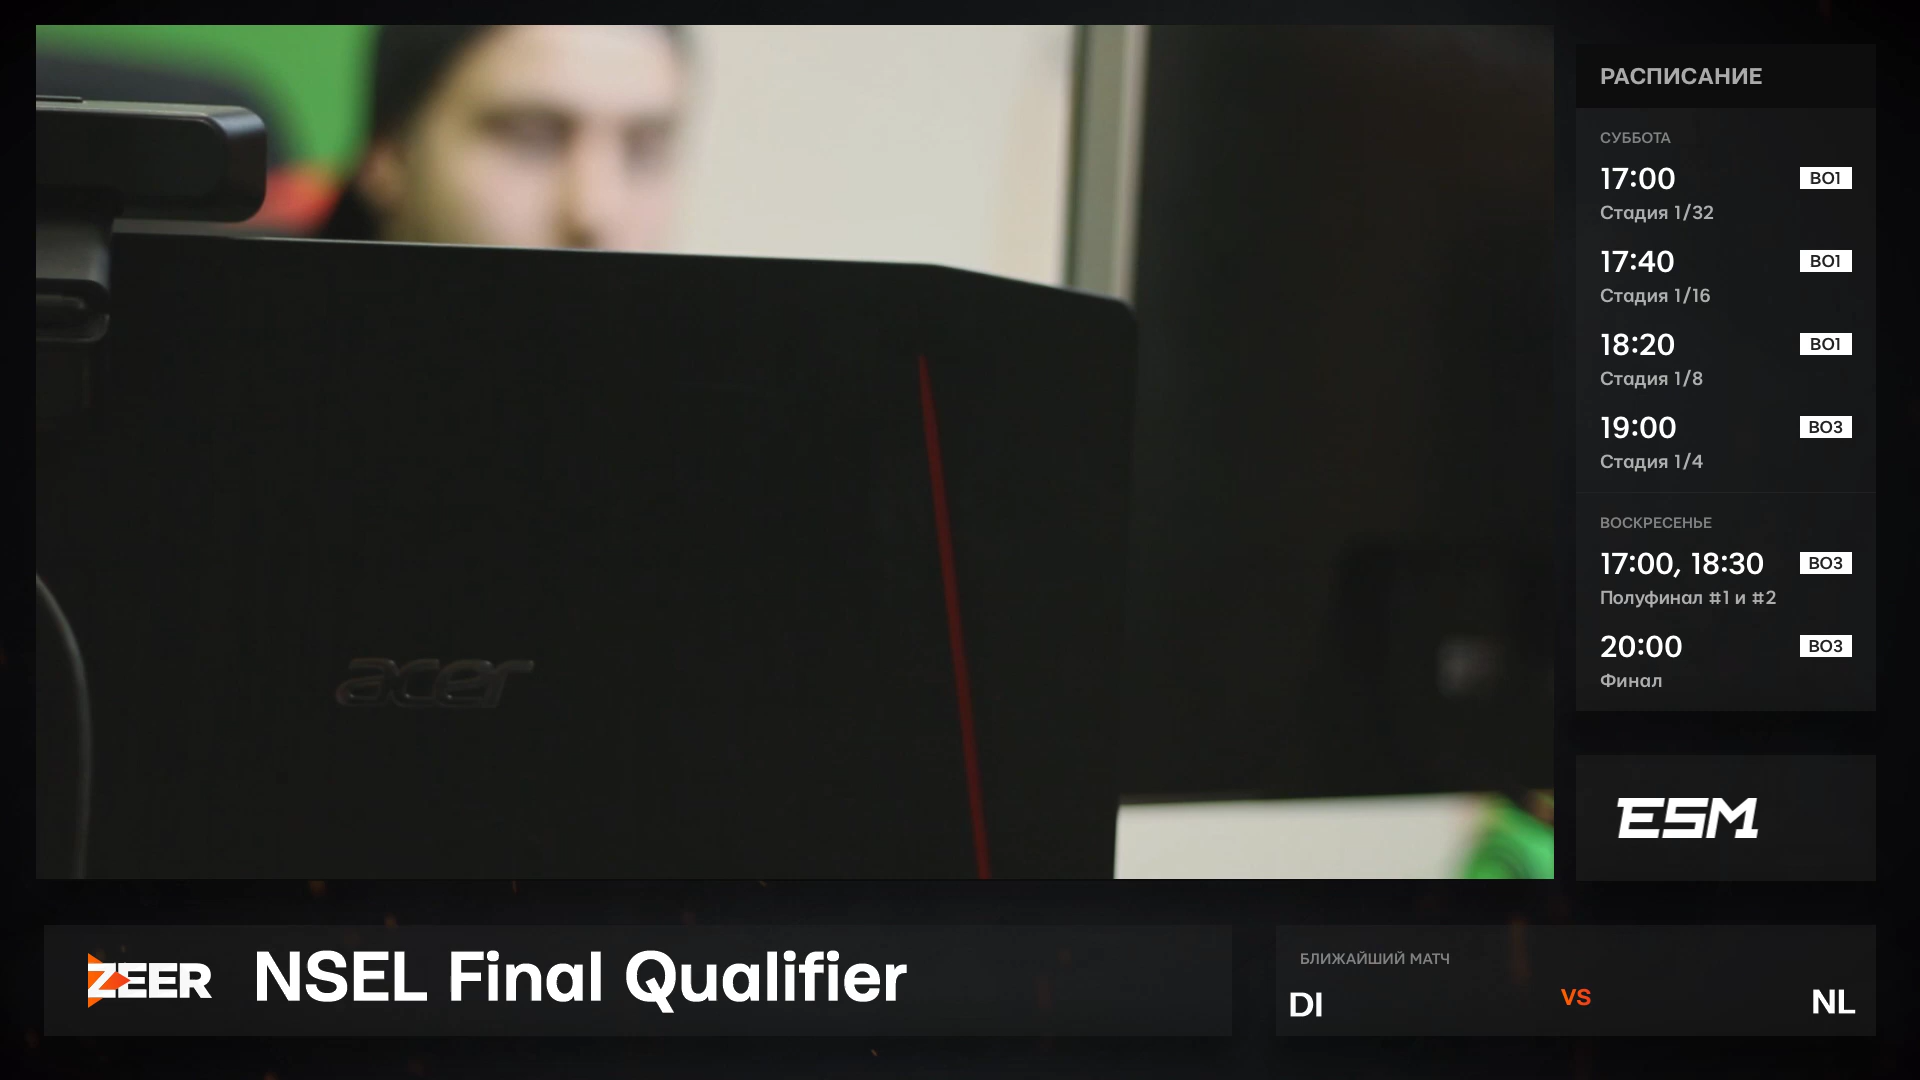 РАСПИСАНИЕ
СУББОТА
17:00 BO1
Стадия 1/32
17:40 BO1
Стадия 1/16
18:20 BO1
Стадия 1/8
19:00 BO3
Стадия 1/4
ВОСКРЕСЕНЬЕ
17:00, 18:30 BO3
Полуфинал #1 и #2
20:00 BO3
Финал
acer
ESM
ZEER NSEL Final Qualifier
БЛИЖАЙШИЙ МАТЧ
DI VS NL